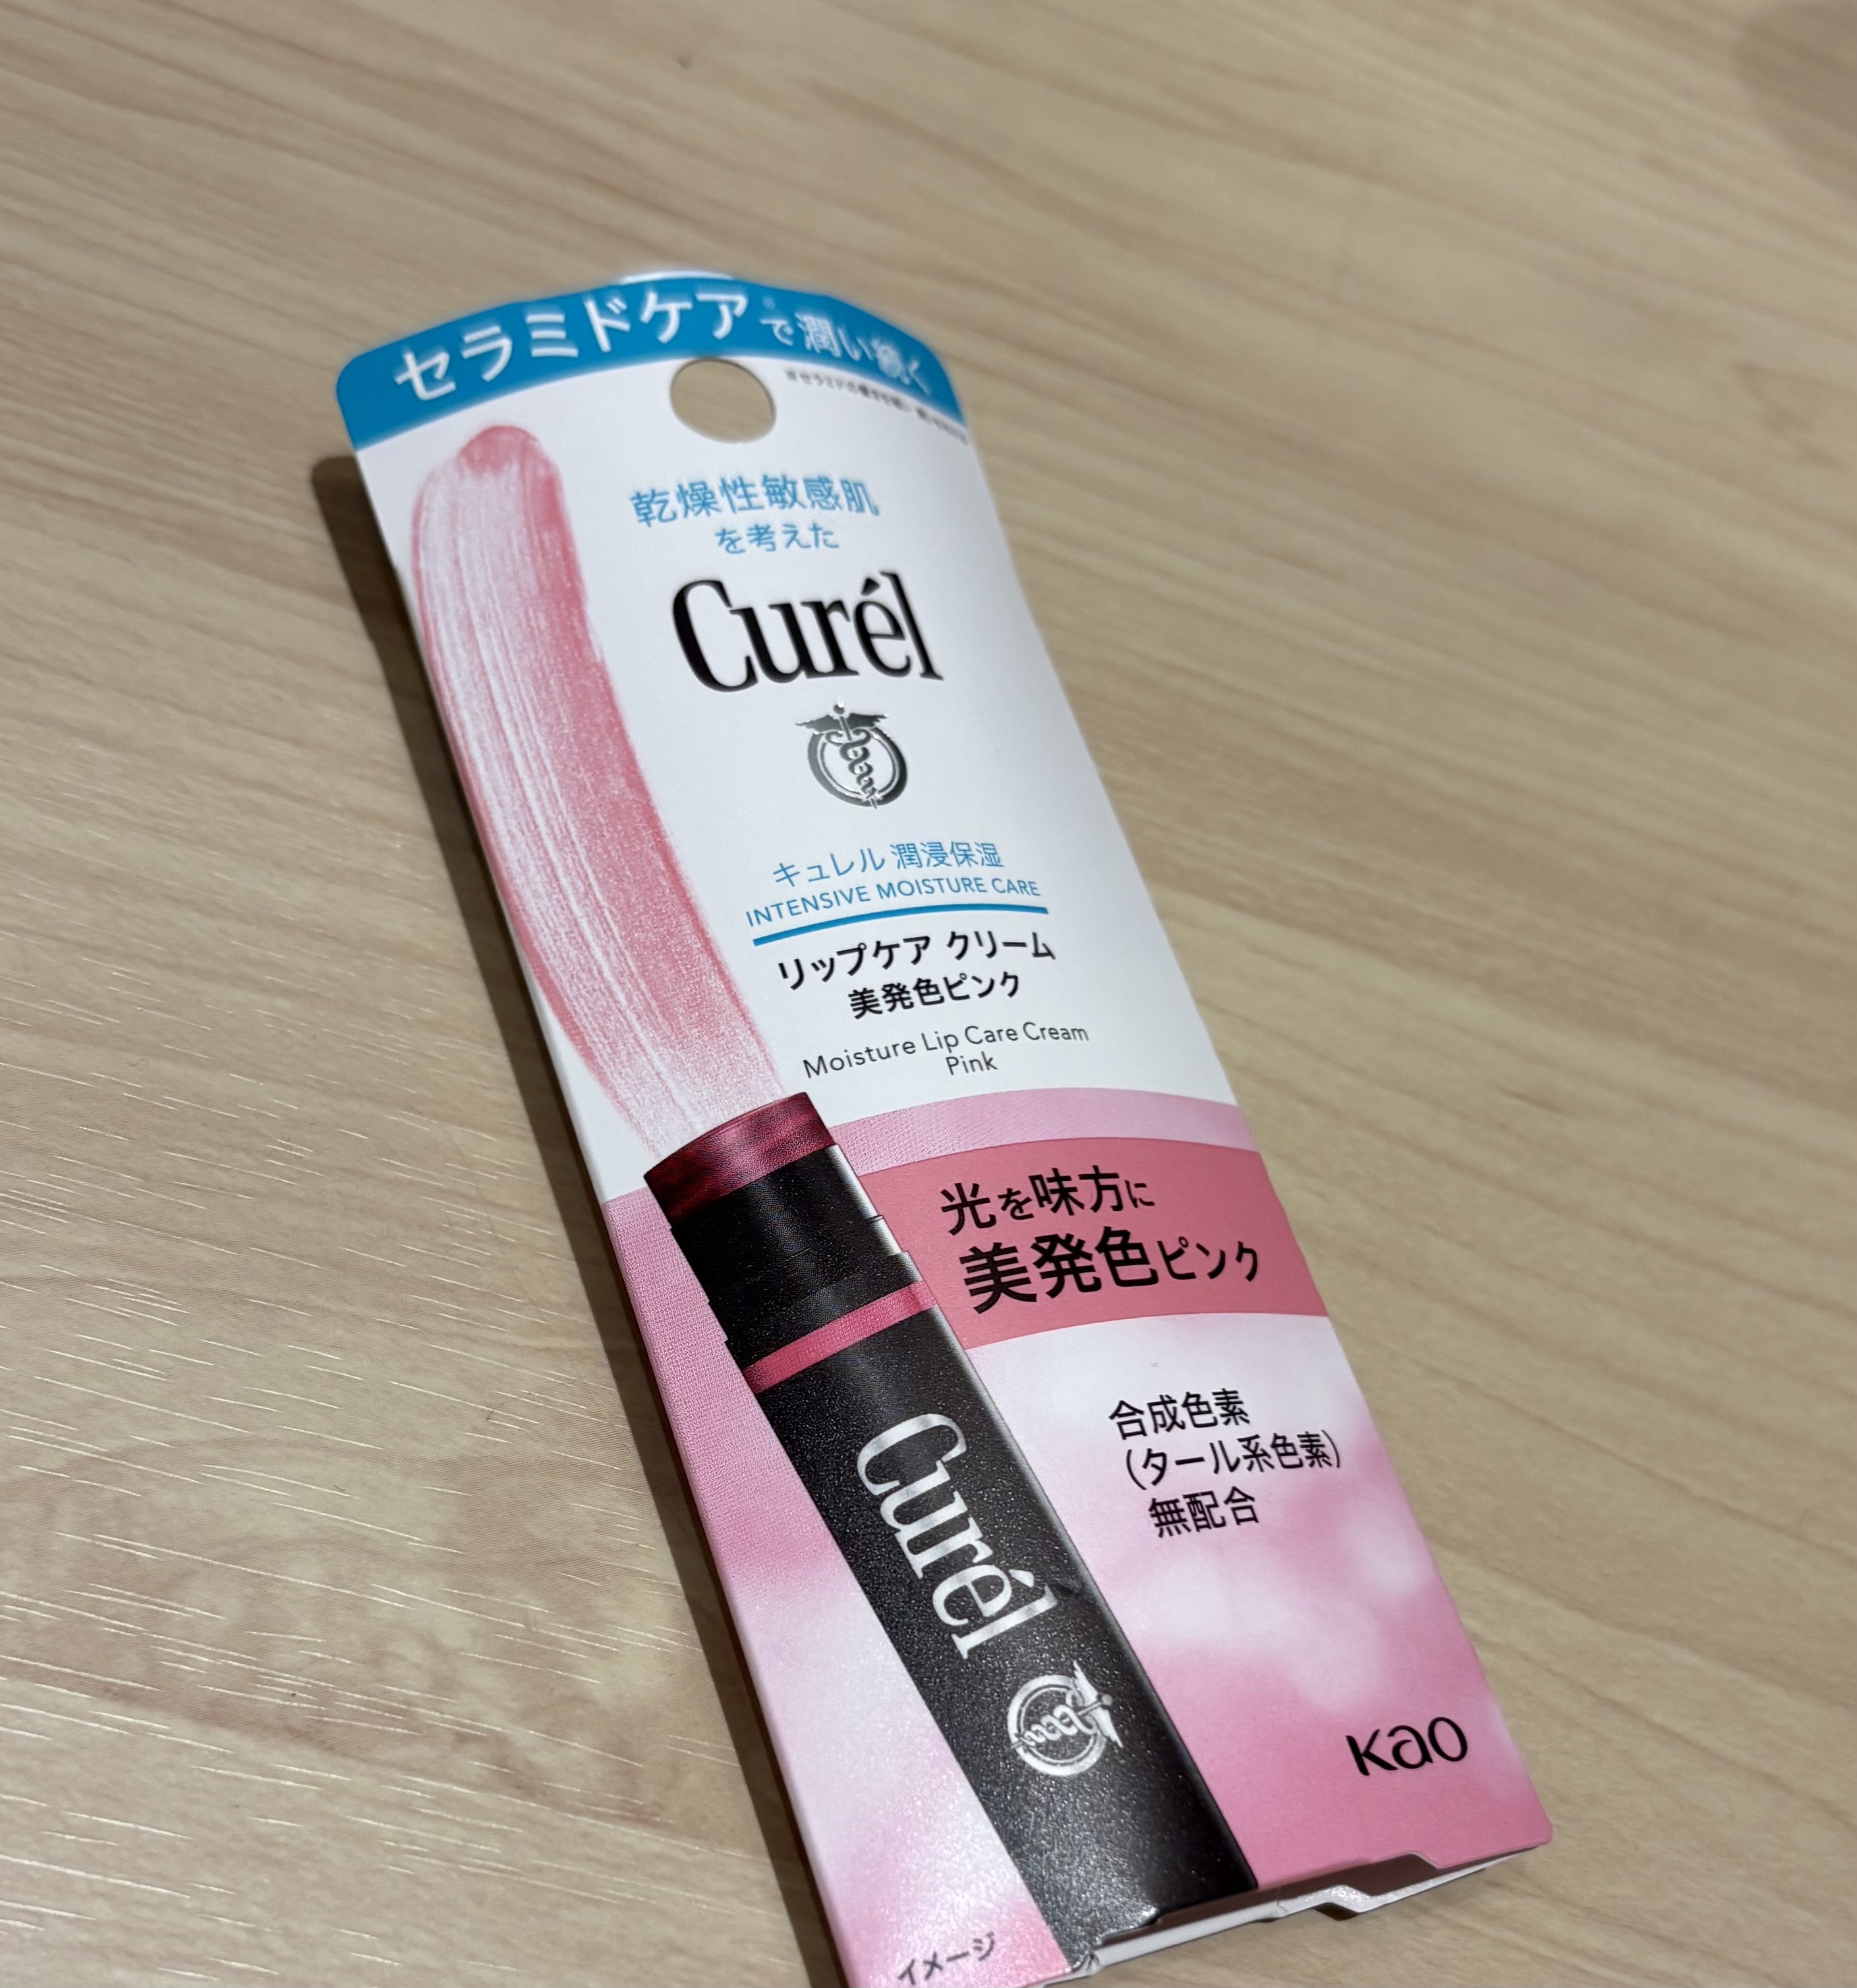 セラミドケアで潤い続く
乾燥性敏感肌
を考えた
Curél
キュレル 潤浸保湿
INTENSIVE MOISTURE CARE
リップケア クリーム
美発色ピンク
Moisture Lip Care Cream
Pink
光を味方に
美発色ピンク
合成色素
(タール系色素)
無配合
Curél
Kao
イメージ